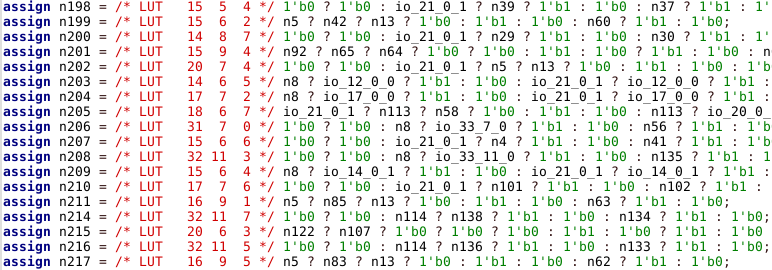 assign n198 = /* LUT   15  5  4 */ 1'b0 ? 1'b0 : io_21_0_1 ? n39 ? 1'b1 : 1'b0 : n37 ? 1'b1 : 1'
assign n199 = /* LUT   15  6  2 */ n5 ? n42 ? n13 ? 1'b0 : 1'b1 : 1'b0 : n60 ? 1'b1 : 1'b0;
assign n200 = /* LUT   14  8  7 */ 1'b0 ? 1'b0 : io_21_0_1 ? n29 ? 1'b1 : 1'b0 : n30 ? 1'b1 : 1'
assign n201 = /* LUT   15  9  4 */ n92 ? n65 ? n64 ? 1'b1 : 1'b0 : 1'b0 : 1'b0 ? 1'b1 : 1'b0 : n
assign n202 = /* LUT   20  7  4 */ 1'b0 ? 1'b0 : io_21_0_1 ? n5 ? n13 ? 1'b0 : 1'b1 : 1'b0 : 1'b
assign n203 = /* LUT   14  6  5 */ n8 ? io_12_0_0 ? 1'b1 : 1'b0 : io_21_0_1 ? io_12_0_0 ? 1'b1 :
assign n204 = /* LUT   17  7  2 */ n8 ? io_17_0_0 ? 1'b1 : 1'b0 : io_21_0_1 ? io_17_0_0 ? 1'b1 :
assign n205 = /* LUT   18  6  7 */ io_21_0_1 ? n113 ? n58 ? 1'b0 : 1'b1 : 1'b0 : n113 ? io_20_0_
assign n206 = /* LUT   31  7  0 */ 1'b0 ? 1'b0 : n8 ? io_33_7_0 ? 1'b1 : 1'b0 : n56 ? 1'b1 : 1'b
assign n207 = /* LUT   15  6  6 */ 1'b0 ? 1'b0 : io_21_0_1 ? n4 ? 1'b1 : 1'b0 : n41 ? 1'b1 : 1'b
assign n208 = /* LUT   32 11  3 */ 1'b0 ? 1'b0 : n8 ? io_33_11_0 ? 1'b1 : 1'b0 : n135 ? 1'b1 : 1
assign n209 = /* LUT   15  6  4 */ n8 ? io_14_0_1 ? 1'b1 : 1'b0 : io_21_0_1 ? io_14_0_1 ? 1'b1 :
assign n210 = /* LUT   17  7  6 */ 1'b0 ? 1'b0 : io_21_0_1 ? n101 ? 1'b1 : 1'b0 : n102 ? 1'b1 :
assign n211 = /* LUT   16  9  1 */ n5 ? n85 ? n13 ? 1'b0 : 1'b1 : 1'b0 : n63 ? 1'b1 : 1'b0;
assign n214 = /* LUT   32 11  7 */ 1'b0 ? 1'b0 : n114 ? n138 ? 1'b1 : 1'b0 : n134 ? 1'b1 : 1'b0;
assign n215 = /* LUT   20  6  3 */ n122 ? n107 ? 1'b0 : 1'b1 : 1'b0 ? 1'b0 : 1'b1;
assign n216 = /* LUT   32 11  5 */ 1'b0 ? 1'b0 : n114 ? n136 ? 1'b1 : 1'b0 : n133 ? 1'b1 : 1'b0;
assign n217 = /* LUT   16  9  5 */ n5 ? n83 ? n13 ? 1'b0 : 1'b1 : 1'b0 : n62 ? 1'b1 : 1'b0;